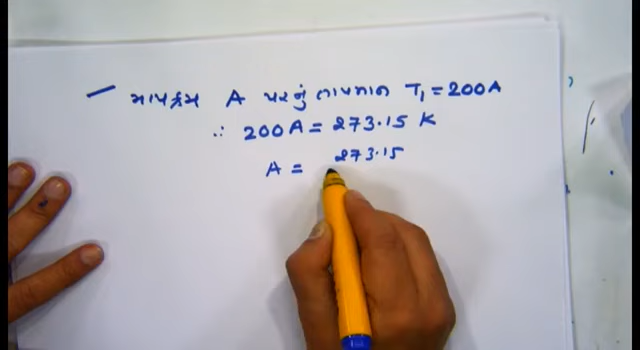 માપક્રમ A પરનું તાપમાન T₁ = 200A
∴ 200A = 273.15 K
A = 273.15